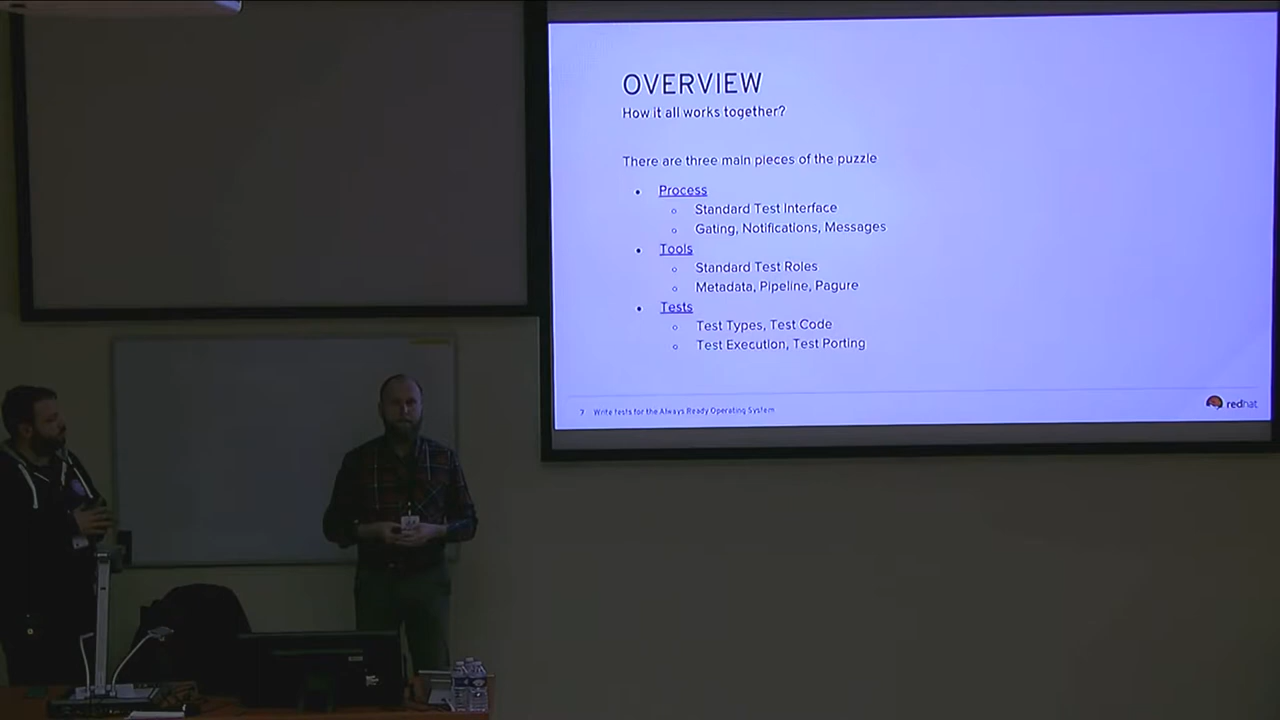 OVERVIEW
How it all works together?
There are three main pieces of the puzzle
Process
Standard Test Interface
Gating, Notifications, Messages
Tools
Standard Test Roles
Metadata, Pipeline, Pagure
Tests
Test Types, Test Code
Test Execution, Test Porting
7 Write tests for the Always Ready Operating System
redhat